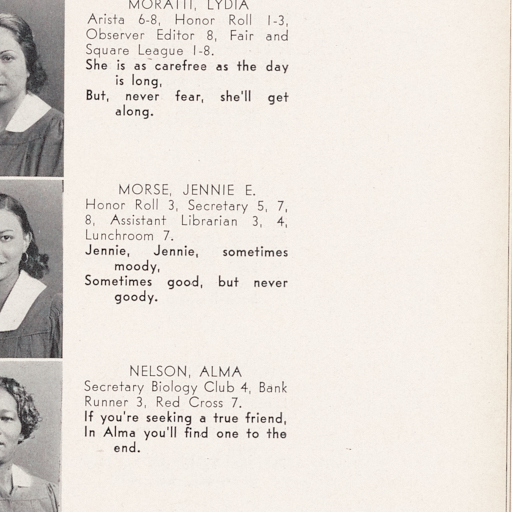 MORATTI, LYDIA
Arista 6-8, Honor Roll 1-3,
Observer Editor 8, Fair and
Square League 1-8.
She is as carefree as the day
is long,
But, never fear, she'll get
along.
MORSE, JENNIE E.
Honor Roll 3, Secretary 5, 7,
8, Assistant Librarian 3, 4,
Lunchroom 7.
Jennie, Jennie, sometimes
moody,
Sometimes good, but never
goody.
NELSON, ALMA
Secretary Biology Club 4, Bank
Runner 3, Red Cross 7.
If you're seeking a true friend,
In Alma you'll find one to the
end.